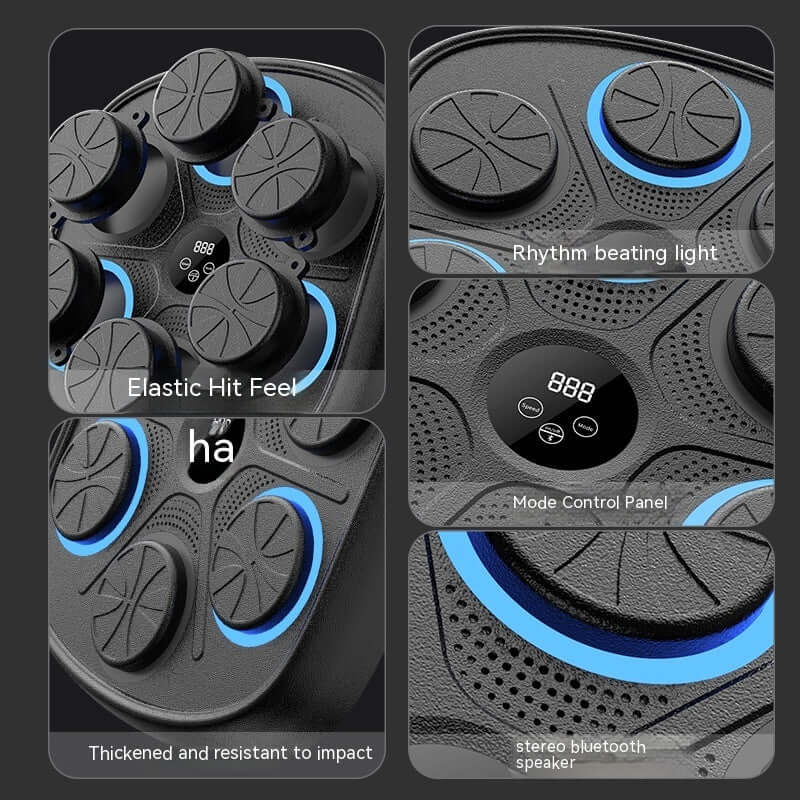 888
Elastic Hit Feel
Rhythm beating light
888
Speed
Mode
Mode Control Panel
ha
Thickened and resistant to impact
stereo bluetooth
speaker